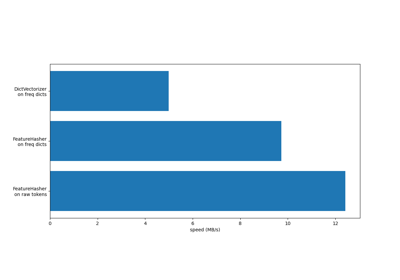 DictVectorizer
on freq dicts
FeatureHasher
on freq dicts
FeatureHasher
on raw tokens
0 2 4 6 8 10 12
speed (MB/s)